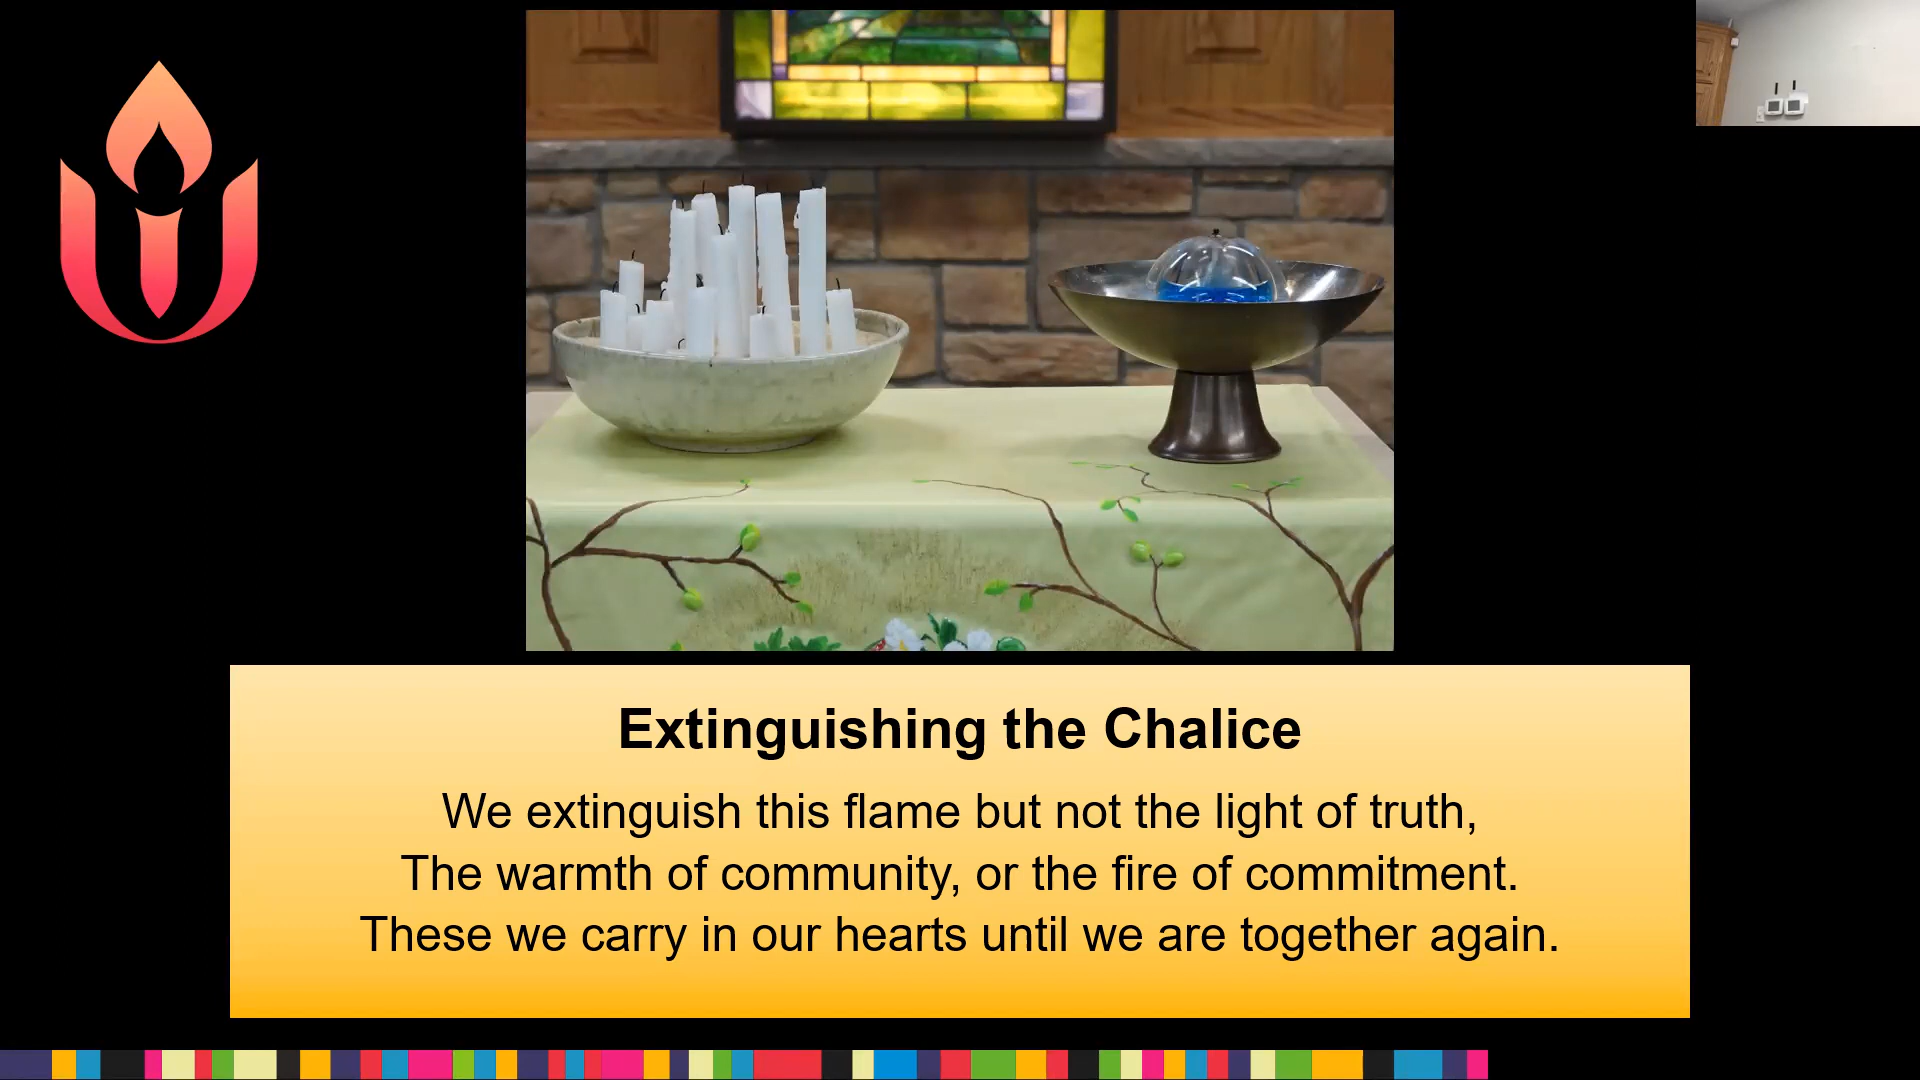 Extinguishing the Chalice
We extinguish this flame but not the light of truth,
The warmth of community, or the fire of commitment.
These we carry in our hearts until we are together again.